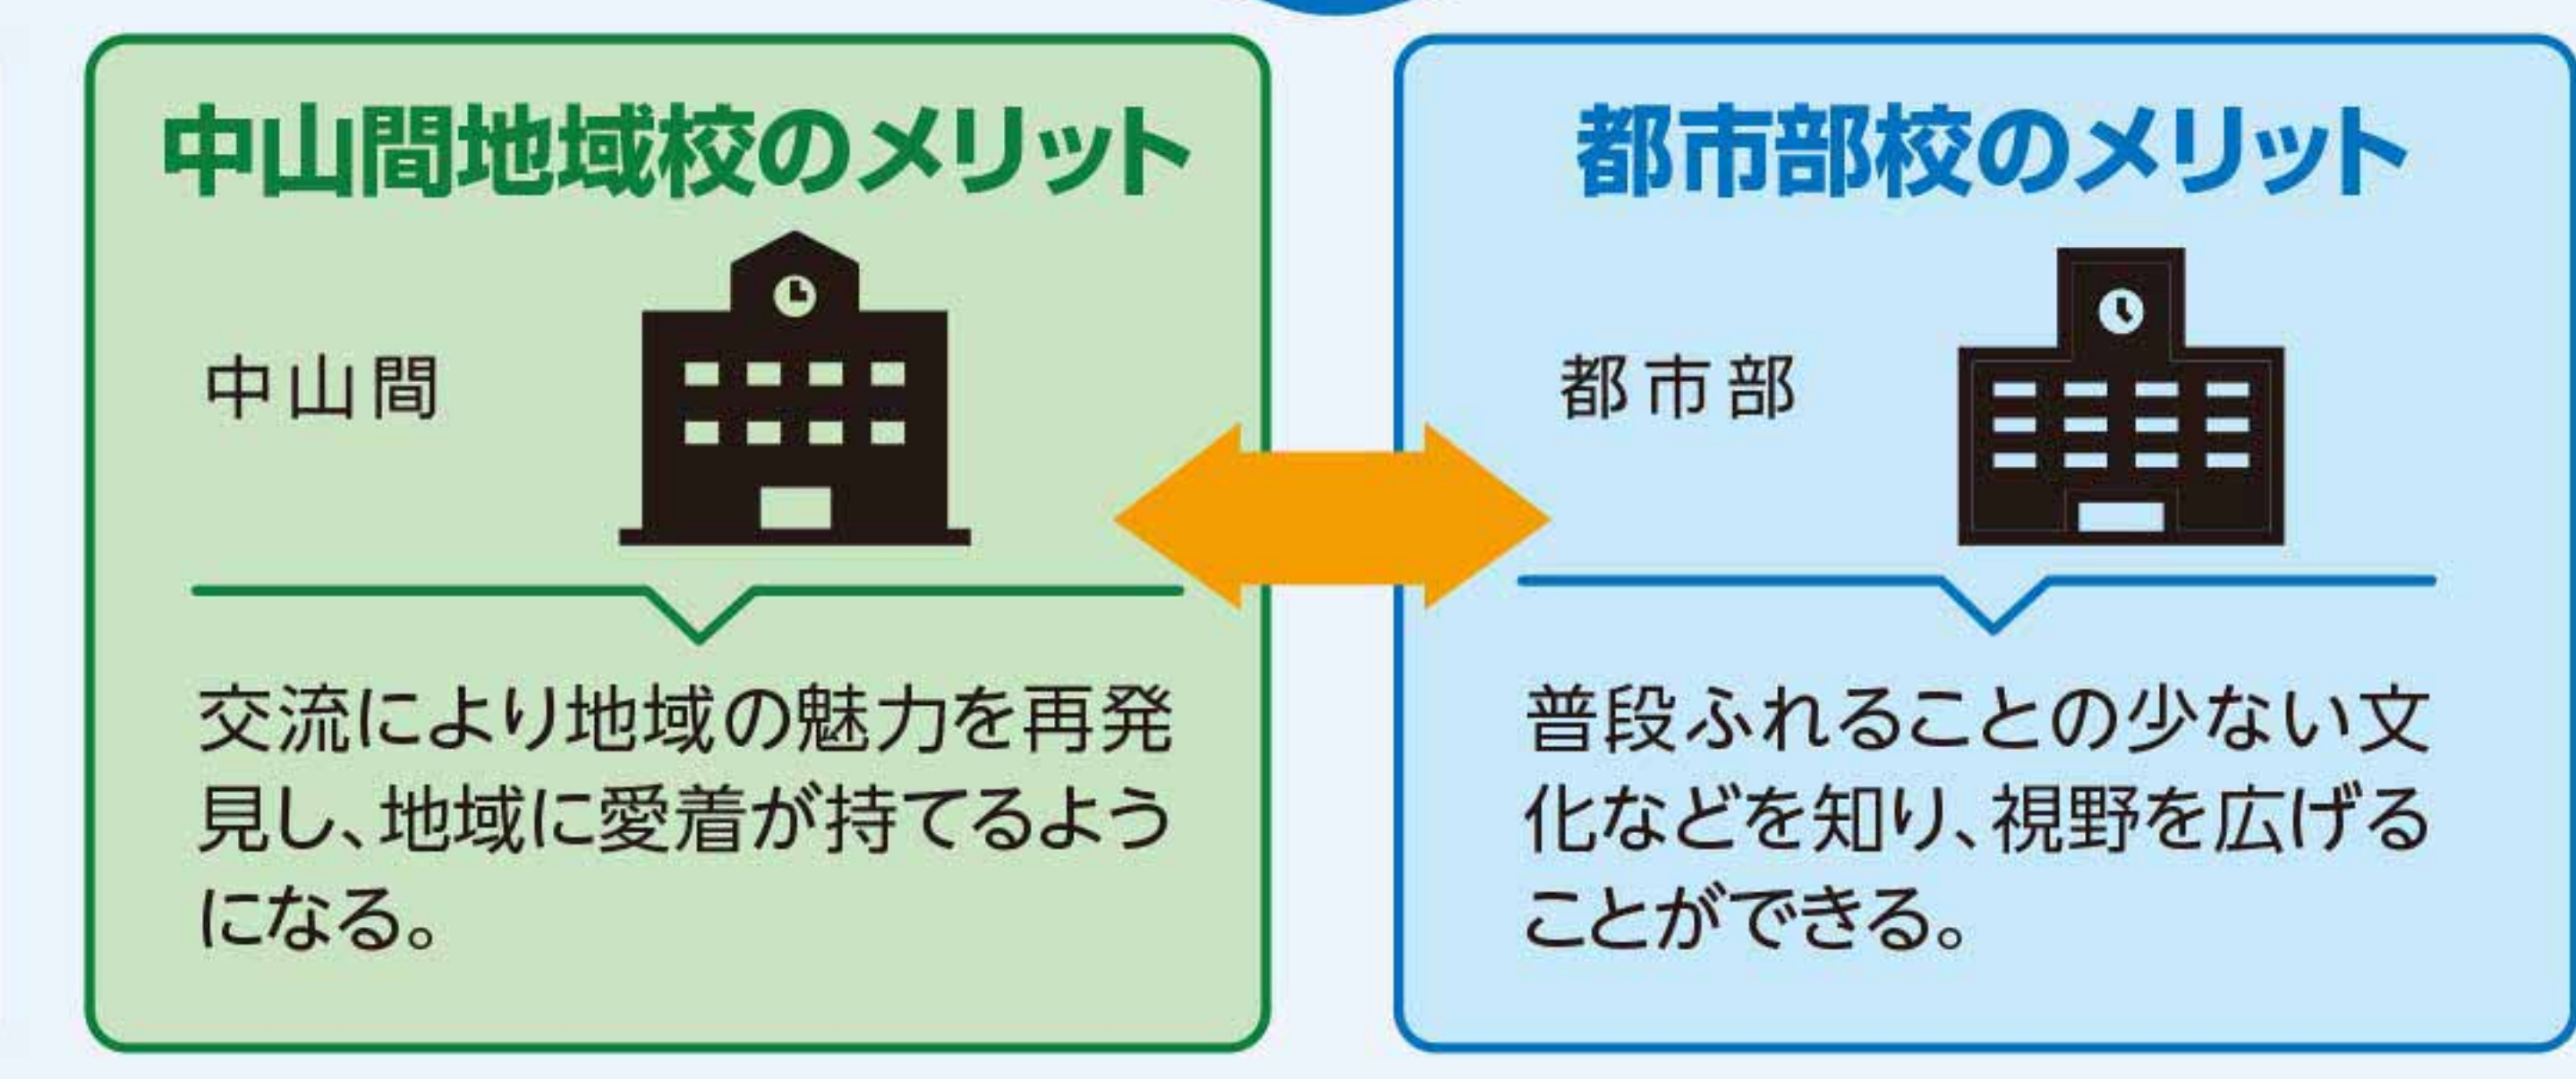 中山間地域校のメリット
中山間
交流により地域の魅力を再発
見し、地域に愛着が持てるよう
になる。
都市部校のメリット
都市部
普段ふれることの少ない文
化などを知り、視野を広げる
ことができる。